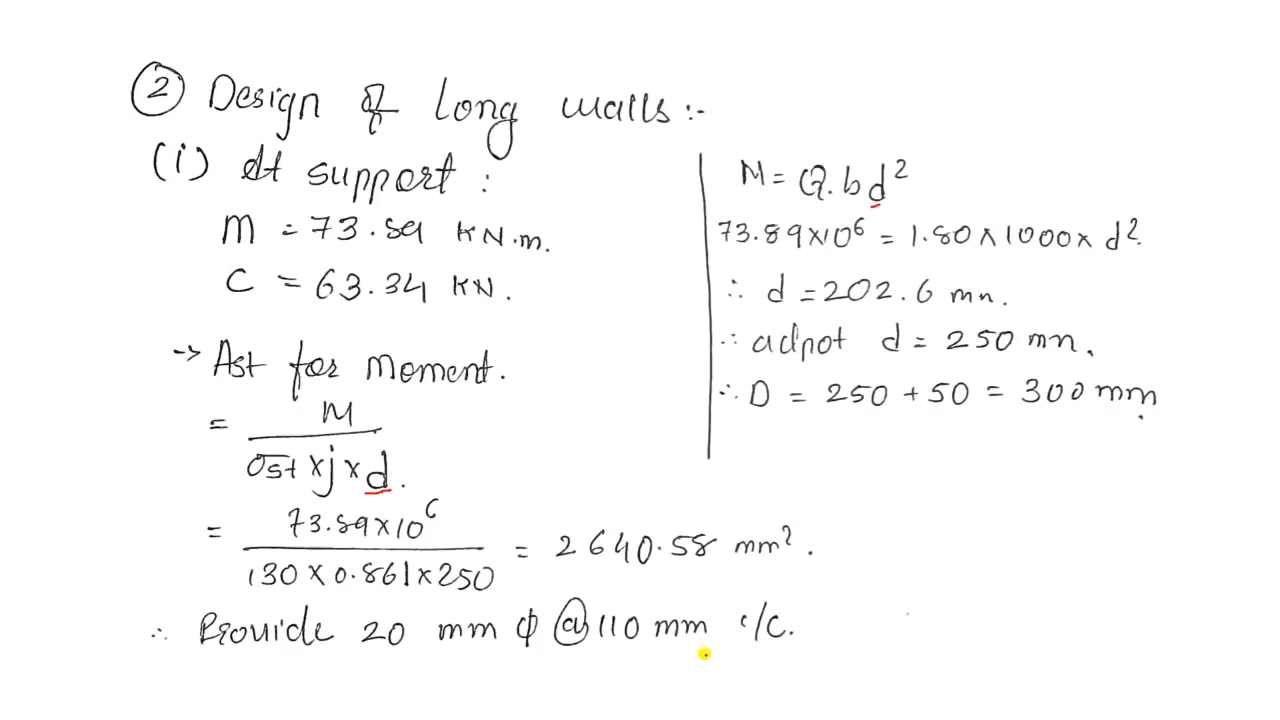 ② Design of Long walls :-
(i) At support :
M = 73.89 KN.m.
C = 63.34 KN.
→ Ast for Moment.
= M
σst × j × d.
= 73.89×10⁶
130 × 0.861 × 250
= 2640.58 mm².
∴ Provide 20 mm ϕ @ 110 mm c/c.
M = Q.bd²
73.89×10⁶ = 1.80×1000× d²
∴ d = 202.6 mm.
∴ adpot d = 250 mm.
∴ D = 250 + 50 = 300 mm